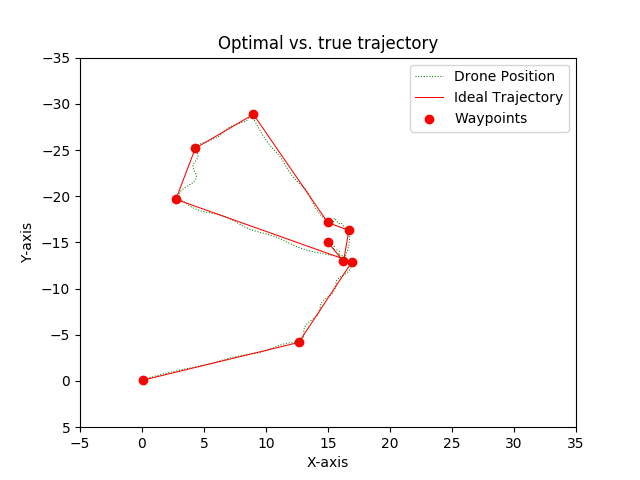 Optimal vs. true trajectory
Drone Position
Ideal Trajectory
Waypoints
Y-axis
−35
−30
−25
−20
−15
−10
−5
0
5
−5 0 5 10 15 20 25 30 35
X-axis